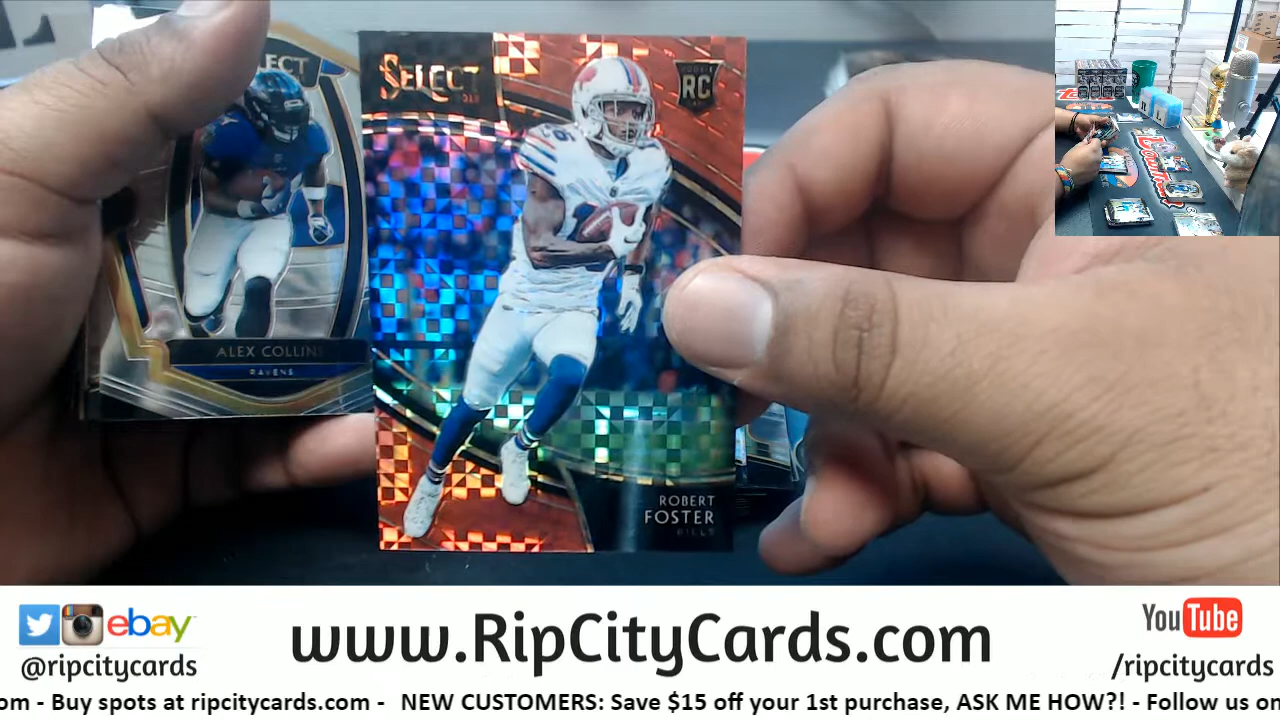 SELECT
RC
ROBERT
FOSTER
BILLS
ALEX COLLINS
RAVENS
ebay
@ripcitycards
www.RipCityCards.com
YouTube
/ripcitycards
om - Buy spots at ripcitycards.com - NEW CUSTOMERS: Save $15 off your 1st purchase, ASK ME HOW?! - Follow us on